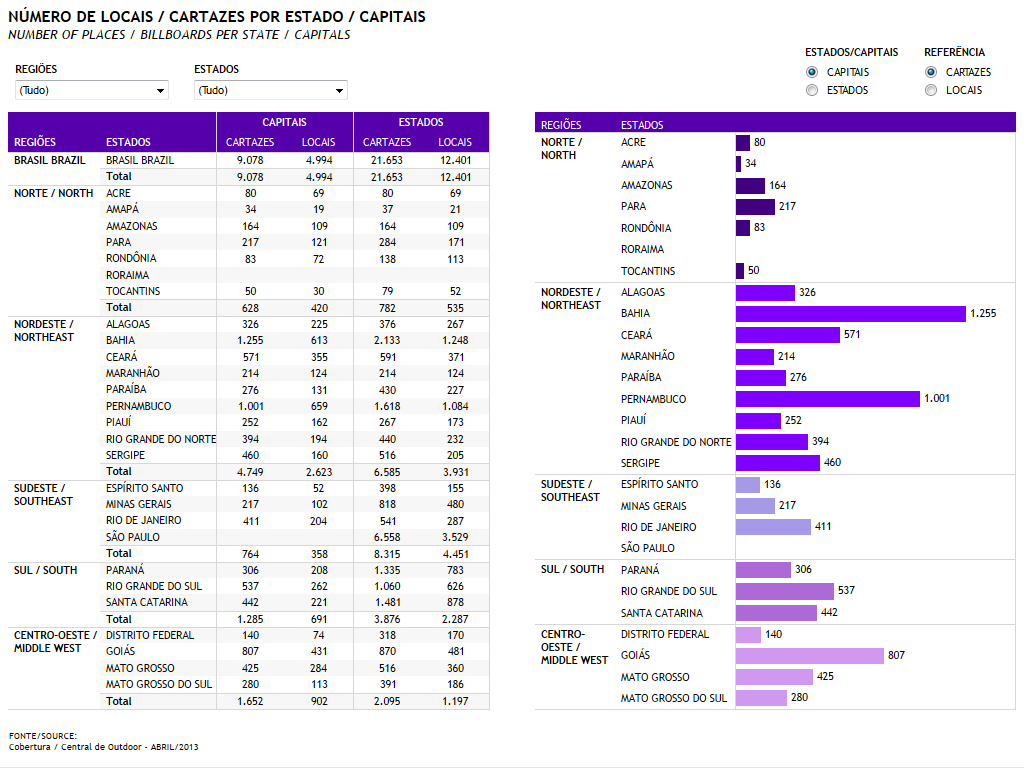 NÚMERO DE LOCAIS / CARTAZES POR ESTADO / CAPITAIS
NUMBER OF PLACES / BILLBOARDS PER STATE / CAPITALS
REGIÕES ESTADOS
(Tudo) (Tudo)
ESTADOS/CAPITAIS REFERÊNCIA
CAPITAIS CARTAZES
ESTADOS LOCAIS
CAPITAIS ESTADOS
REGIÕES ESTADOS CARTAZES LOCAIS CARTAZES LOCAIS
BRASIL BRAZIL BRASIL BRAZIL 9.078 4.994 21.653 12.401
Total 9.078 4.994 21.653 12.401
NORTE / NORTH ACRE 80 69 80 69
AMAPÁ 34 19 37 21
AMAZONAS 164 109 164 109
PARA 217 121 284 171
RONDÔNIA 83 72 138 113
RORAIMA
TOCANTINS 50 30 79 52
Total 628 420 782 535
NORDESTE / ALAGOAS 326 225 376 267
NORTHEAST BAHIA 1.255 613 2.133 1.248
CEARÁ 571 355 591 371
MARANHÃO 214 124 214 124
PARAÍBA 276 131 430 227
PERNAMBUCO 1.001 659 1.618 1.084
PIAUÍ 252 162 267 173
RIO GRANDE DO NORTE 394 194 440 232
SERGIPE 460 160 516 205
Total 4.749 2.623 6.585 3.931
SUDESTE / ESPÍRITO SANTO 136 52 398 155
SOUTHEAST MINAS GERAIS 217 102 818 480
RIO DE JANEIRO 411 204 541 287
SÃO PAULO 6.558 3.529
Total 764 358 8.315 4.451
SUL / SOUTH PARANÁ 306 208 1.335 783
RIO GRANDE DO SUL 537 262 1.060 626
SANTA CATARINA 442 221 1.481 878
Total 1.285 691 3.876 2.287
CENTRO-OESTE / DISTRITO FEDERAL 140 74 318 170
MIDDLE WEST GOIÁS 807 431 870 481
MATO GROSSO 425 284 516 360
MATO GROSSO DO SUL 280 113 391 186
Total 1.652 902 2.095 1.197
REGIÕES ESTADOS
NORTE / ACRE 80
NORTH AMAPÁ 34
AMAZONAS 164
PARA 217
RONDÔNIA 83
RORAIMA
TOCANTINS 50
NORDESTE / ALAGOAS 326
NORTHEAST BAHIA 1.255
CEARÁ 571
MARANHÃO 214
PARAÍBA 276
PERNAMBUCO 1.001
PIAUÍ 252
RIO GRANDE DO NORTE 394
SERGIPE 460
SUDESTE / ESPÍRITO SANTO 136
SOUTHEAST MINAS GERAIS 217
RIO DE JANEIRO 411
SÃO PAULO
SUL / SOUTH PARANÁ 306
RIO GRANDE DO SUL 537
SANTA CATARINA 442
CENTRO- DISTRITO FEDERAL 140
OESTE / GOIÁS 807
MIDDLE WEST MATO GROSSO 425
MATO GROSSO DO SUL 280
FONTE/SOURCE:
Cobertura / Central de Outdoor - ABRIL/2013